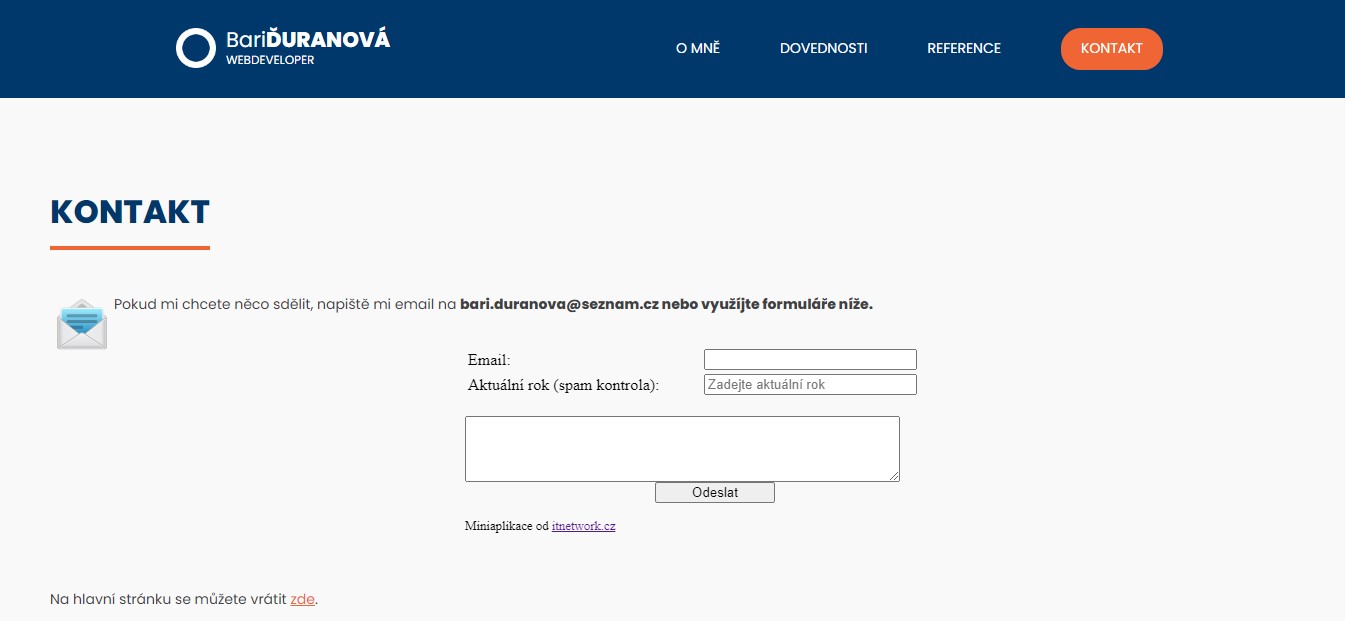 BariĎURANOVÁ
WEBDEVELOPER
O MNĚ
DOVEDNOSTI
REFERENCE
KONTAKT
KONTAKT
Pokud mi chcete něco sdělit, napiště mi email na bari.duranova@seznam.cz nebo využíjte formuláře níže.
Email:
Aktuální rok (spam kontrola): Zadejte aktuální rok
Odeslat
Miniaplikace od itnetwork.cz
Na hlavní stránku se můžete vrátit zde.